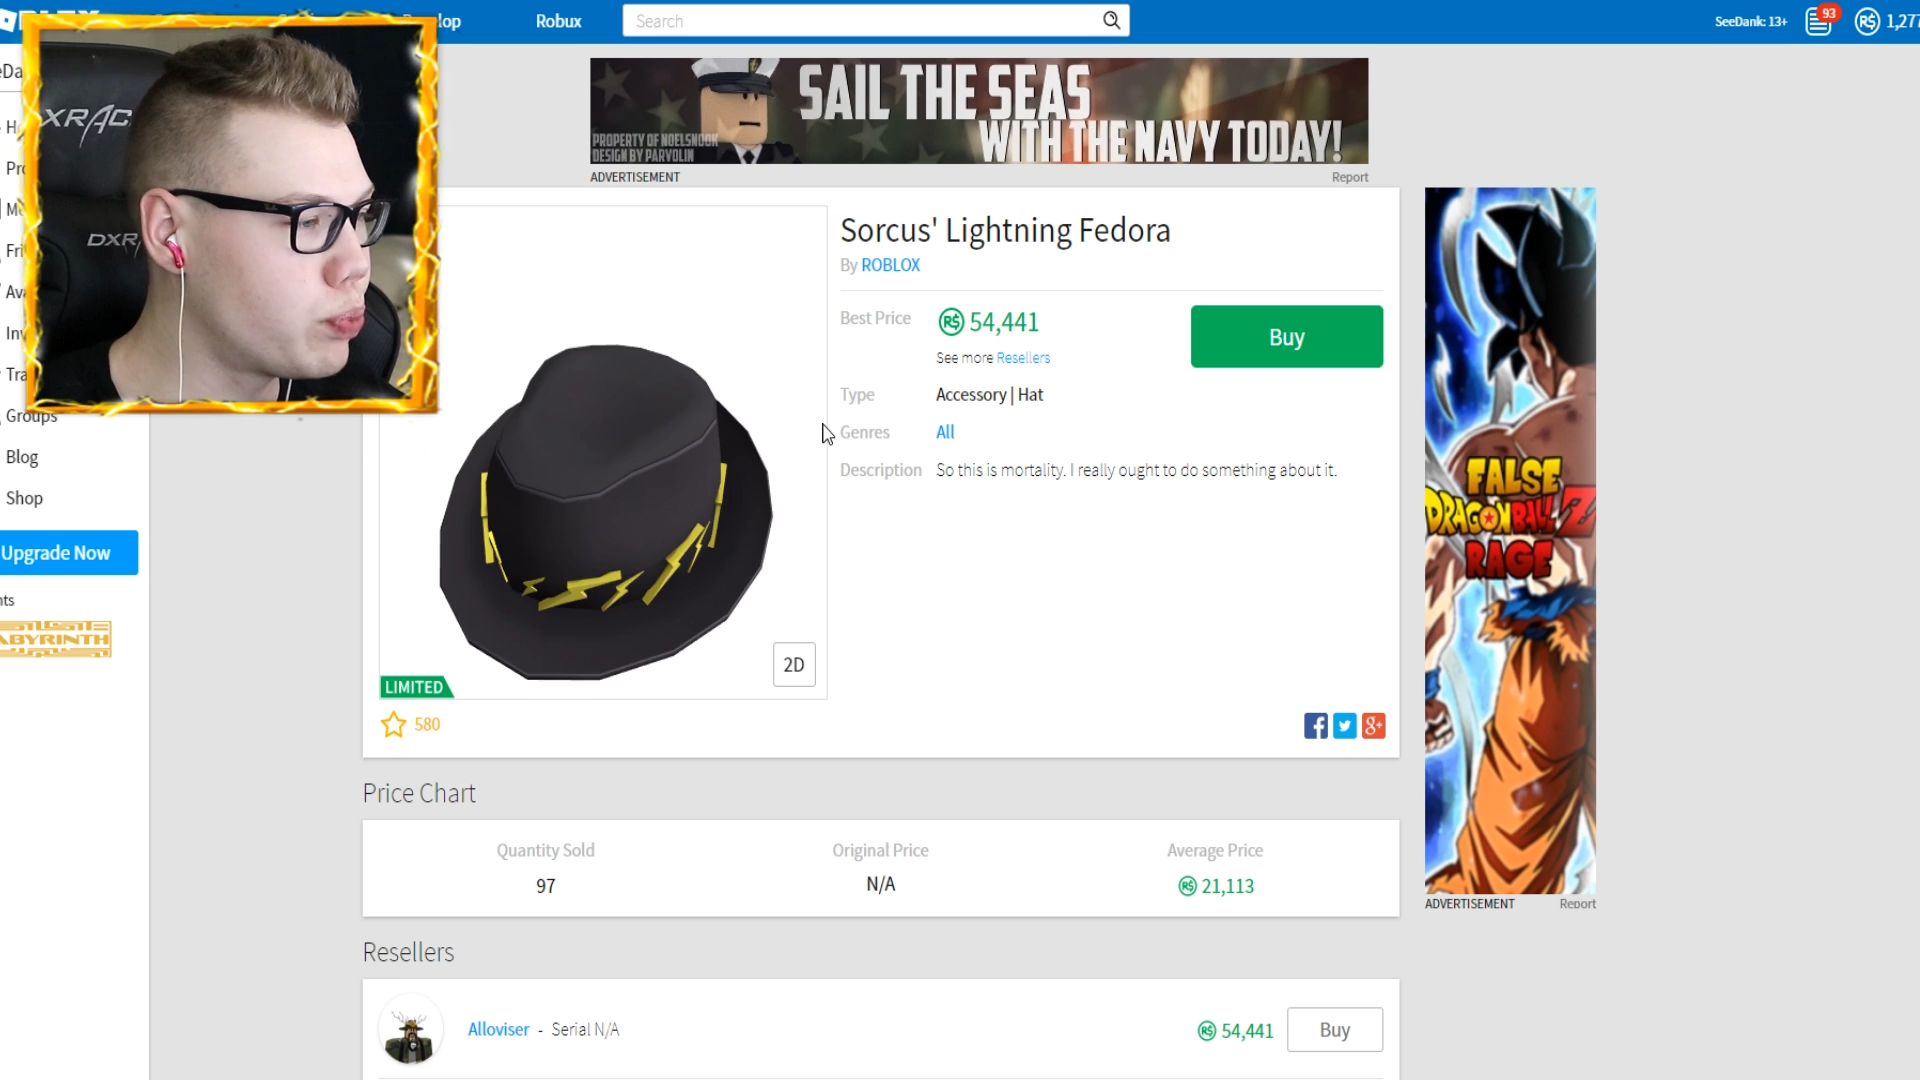 Robux
Search
SeeDank: 13+
93
SAIL THE SEAS
WITH THE NAVY TODAY!
PROPERTY OF NOELSNOOK
DESIGN BY PARVOLIN
ADVERTISEMENT
Report
XRAC
DXR
Groups
Blog
Shop
Upgrade Now
Sorcus' Lightning Fedora
By ROBLOX
Best Price
R$ 54,441
Buy
See more Resellers
Type
Accessory | Hat
Genres
All
Description
So this is mortality. I really ought to do something about it.
2D
LIMITED
580
f
g+
FALSE
DRAGONBALL Z
RAGE
ADVERTISEMENT
Report
Price Chart
Quantity Sold
97
Original Price
N/A
Average Price
R$ 21,113
Resellers
Alloviser - Serial N/A
R$ 54,441
Buy